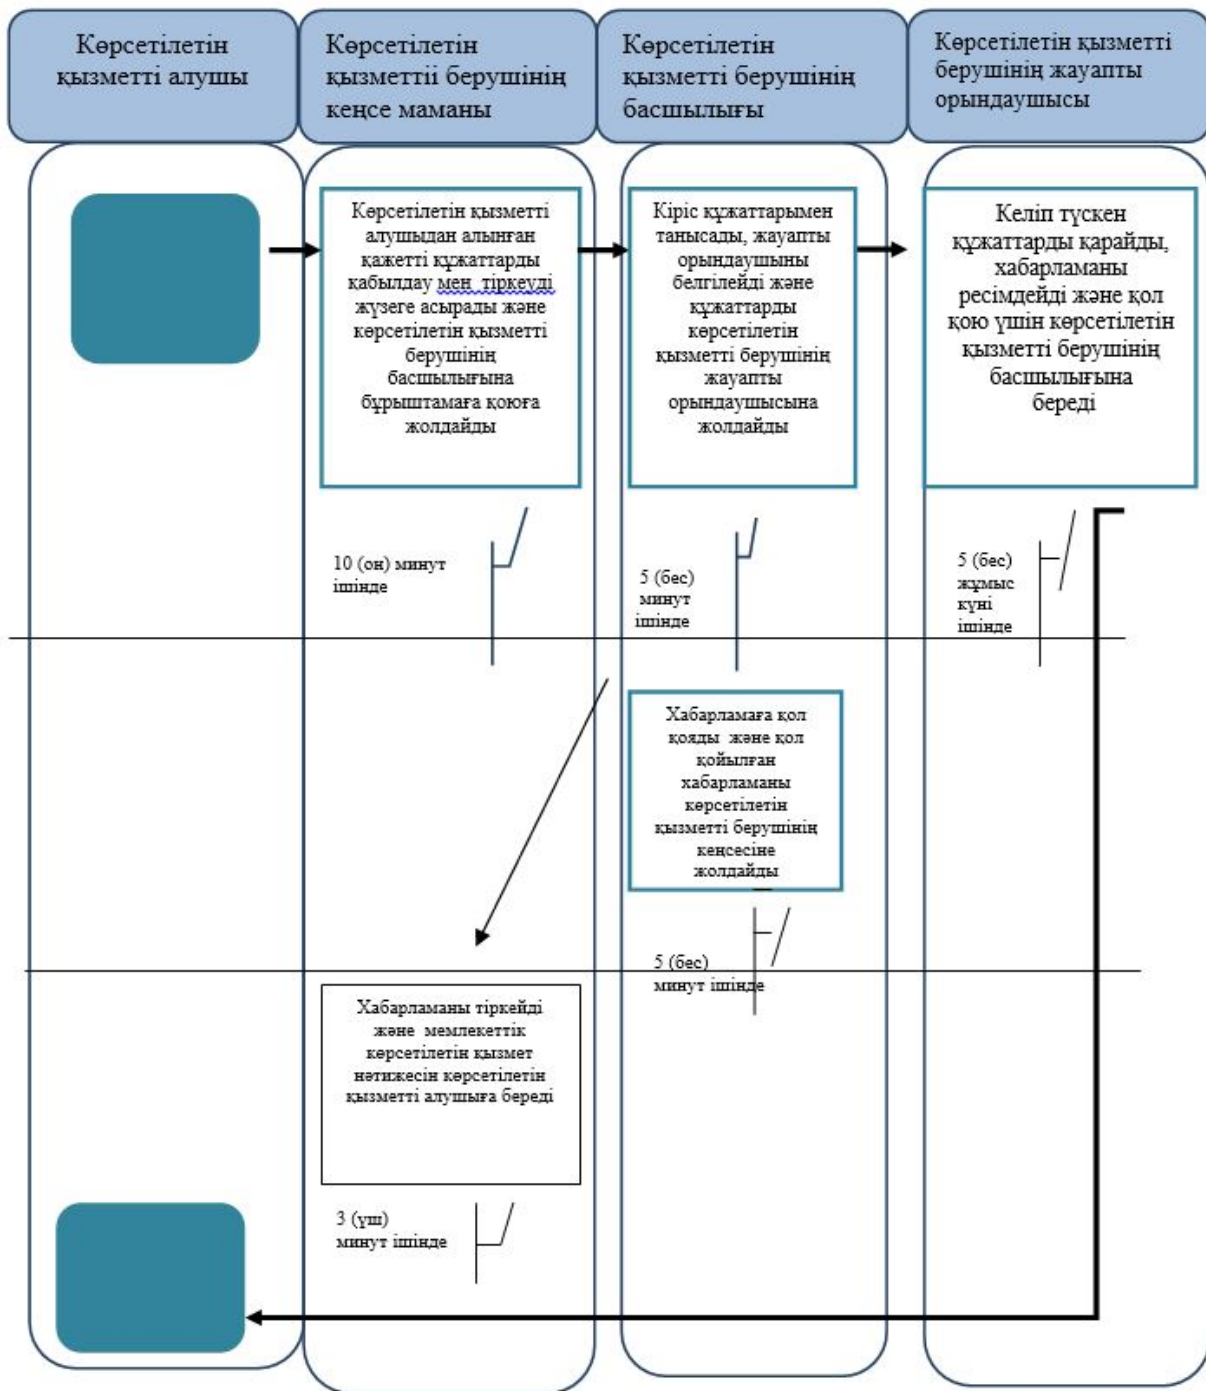 Көрсетілетін
қызметті алушы
Көрсетілетін
қызметтіі берушінің
кеңсе маманы
Көрсетілетін
қызметті берушінің
басшылығы
Көрсетілетін қызметті
берушінің жауапты
орындаушысы
Көрсетілетін қызметті
алушыдан алынған
қажетті құжаттарды
қабылдау мен тіркеуді
жүзеге асырады және
көрсетілетін қызметті
берушінің
басшылығына
бұрыштамаға қоюға
жолдайды
Кіріс құжаттарымен
танысады, жауапты
орындаушыны
белгілейді және
құжаттарды
көрсетілетін
қызметті берушінің
жауапты
орындаушысына
жолдайды
Келіп түскен
құжаттарды қарайды,
хабарламаны
ресімдейді және қол
қою үшін көрсетілетін
қызметті берушінің
басшылығына
береді
10 (он) минут
ішінде
5 (бес)
минут
ішінде
5 (бес)
жұмыс
күні
ішінде
Хабарламаға қол
қояды және қол
қойылған
хабарламаны
көрсетілетін
қызметті берушінің
кеңсесіне
жолдайды
5 (бес)
минут ішінде
Хабарламаны тіркейді
және мемлекеттік
көрсетілетін қызмет
нәтижесін көрсетілетін
қызметті алушыға береді
3 (үш)
минут ішінде